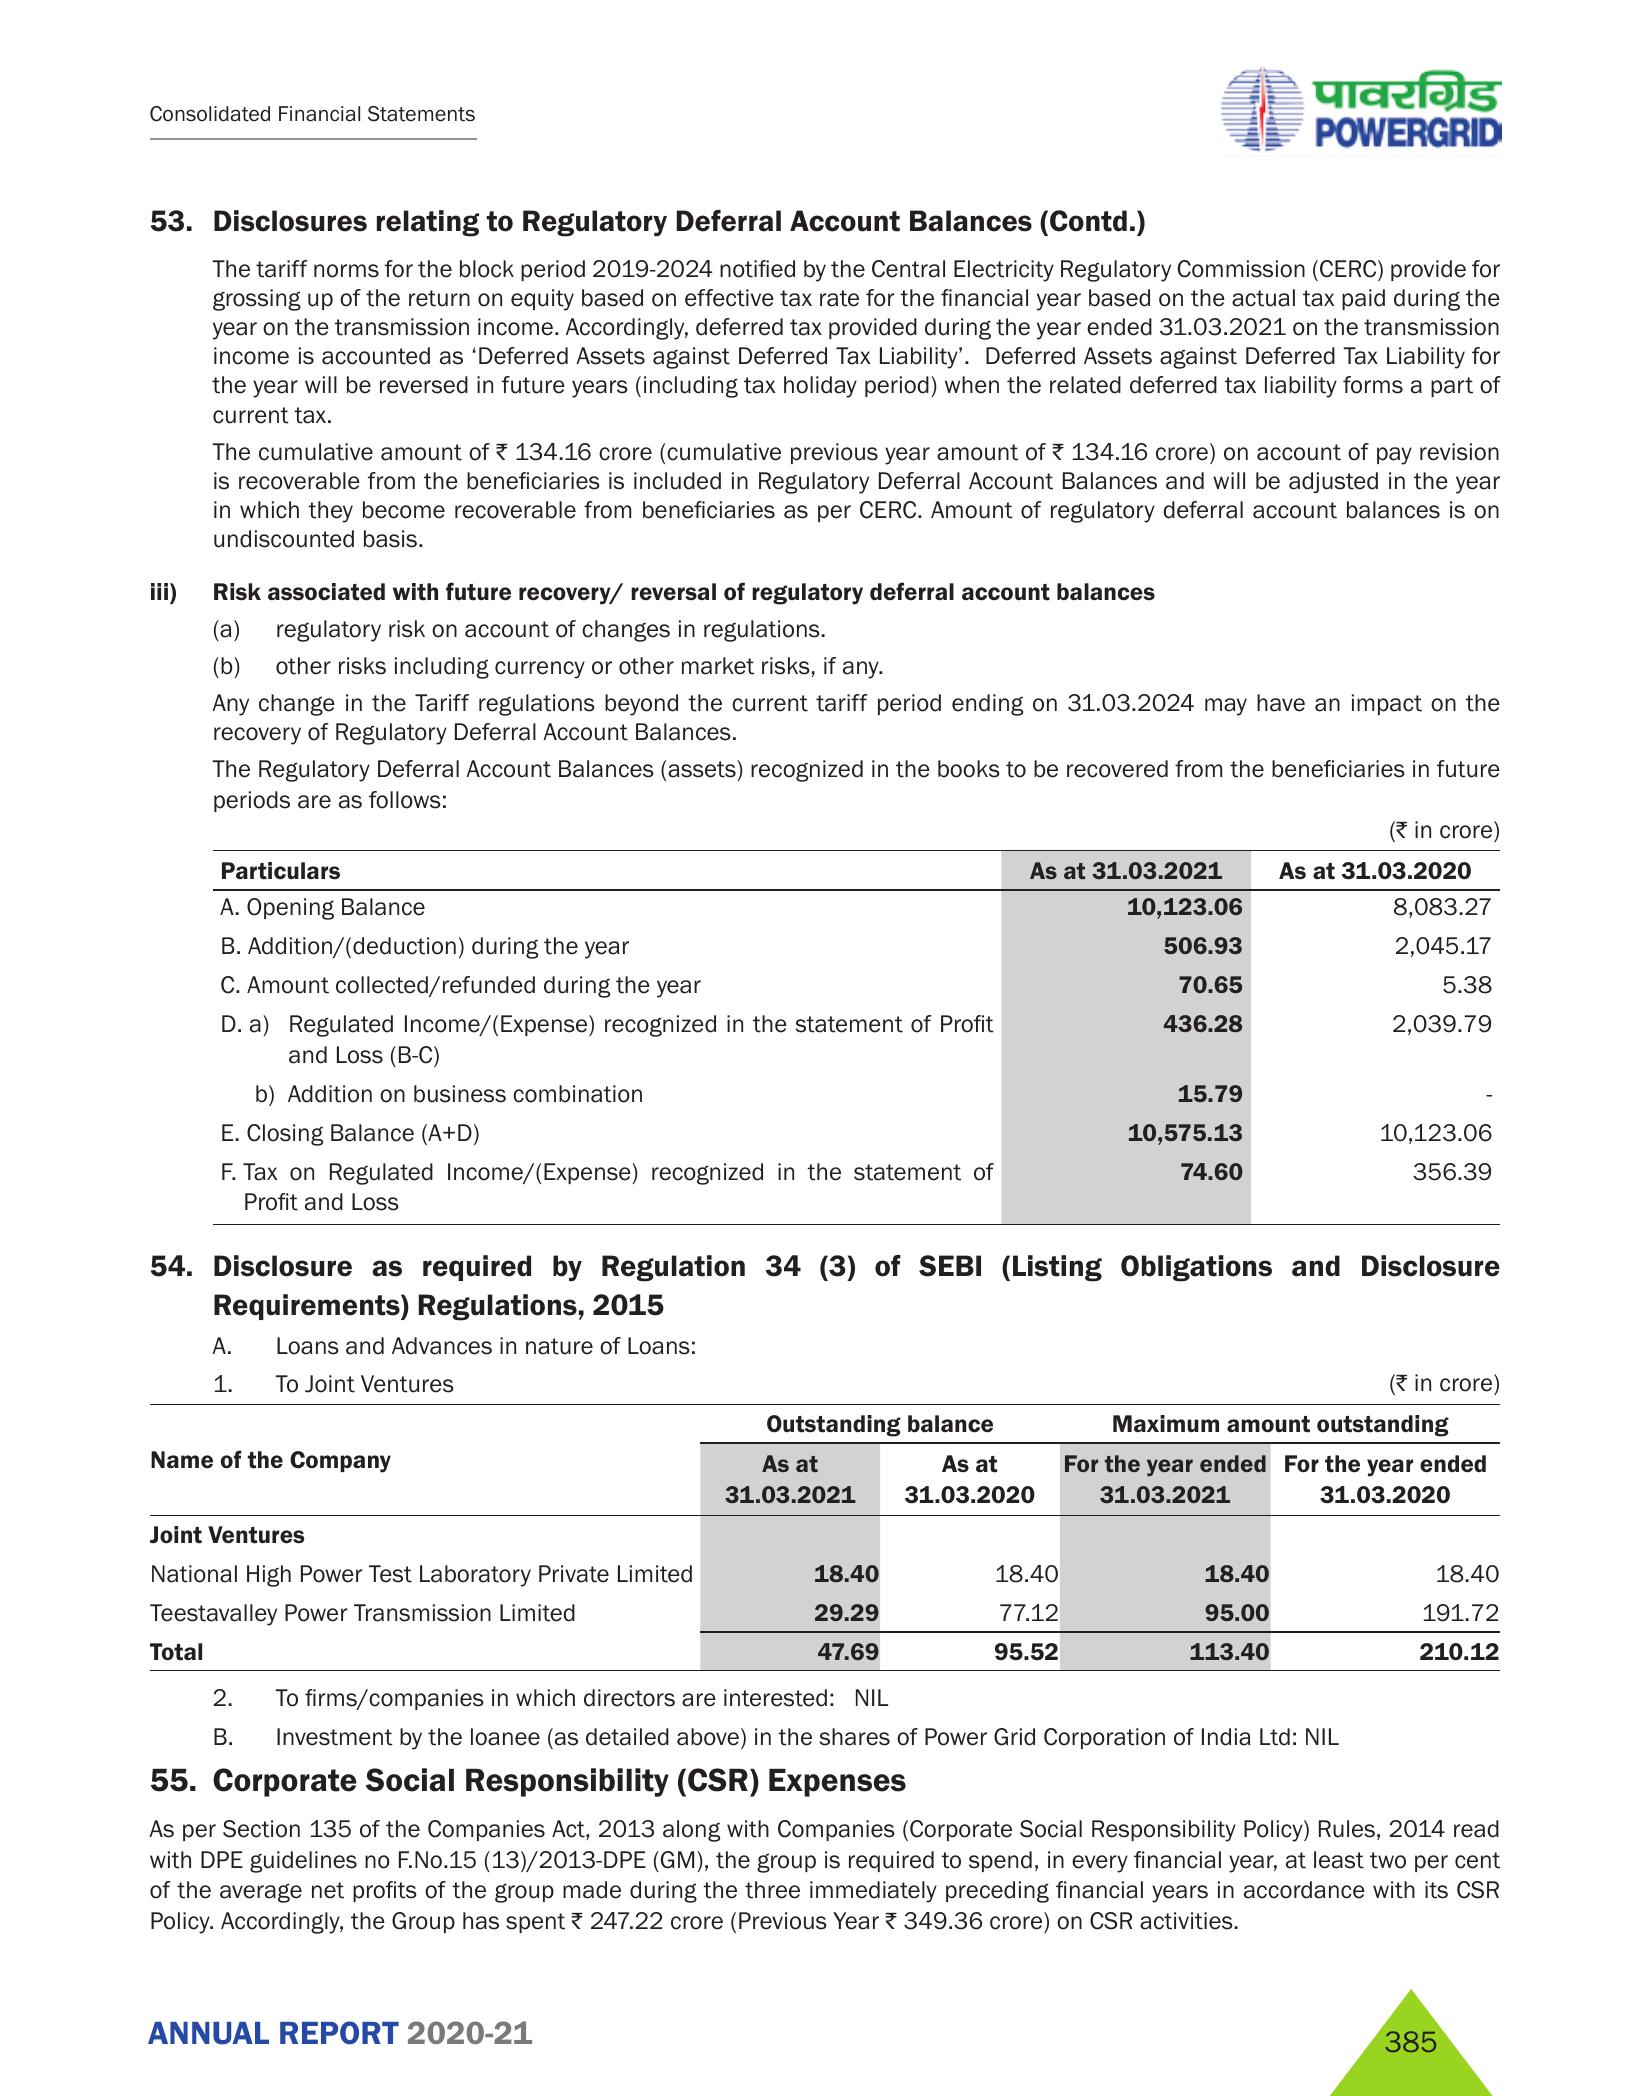 Consolidated Financial Statements
पावरग्रिड
POWERGRID
53. Disclosures relating to Regulatory Deferral Account Balances (Contd.)
The tariff norms for the block period 2019-2024 notified by the Central Electricity Regulatory Commission (CERC) provide for
grossing up of the return on equity based on effective tax rate for the financial year based on the actual tax paid during the
year on the transmission income. Accordingly, deferred tax provided during the year ended 31.03.2021 on the transmission
income is accounted as ‘Deferred Assets against Deferred Tax Liability’. Deferred Assets against Deferred Tax Liability for
the year will be reversed in future years (including tax holiday period) when the related deferred tax liability forms a part of
current tax.
The cumulative amount of ₹ 134.16 crore (cumulative previous year amount of ₹ 134.16 crore) on account of pay revision
is recoverable from the beneficiaries is included in Regulatory Deferral Account Balances and will be adjusted in the year
in which they become recoverable from beneficiaries as per CERC. Amount of regulatory deferral account balances is on
undiscounted basis.
iii) Risk associated with future recovery/ reversal of regulatory deferral account balances
(a) regulatory risk on account of changes in regulations.
(b) other risks including currency or other market risks, if any.
Any change in the Tariff regulations beyond the current tariff period ending on 31.03.2024 may have an impact on the
recovery of Regulatory Deferral Account Balances.
The Regulatory Deferral Account Balances (assets) recognized in the books to be recovered from the beneficiaries in future
periods are as follows:
(₹ in crore)
Particulars As at 31.03.2021 As at 31.03.2020
A. Opening Balance 10,123.06 8,083.27
B. Addition/(deduction) during the year 506.93 2,045.17
C. Amount collected/refunded during the year 70.65 5.38
D. a) Regulated Income/(Expense) recognized in the statement of Profit 436.28 2,039.79
and Loss (B-C)
b) Addition on business combination 15.79 -
E. Closing Balance (A+D) 10,575.13 10,123.06
F. Tax on Regulated Income/(Expense) recognized in the statement of 74.60 356.39
Profit and Loss
54. Disclosure as required by Regulation 34 (3) of SEBI (Listing Obligations and Disclosure
Requirements) Regulations, 2015
A. Loans and Advances in nature of Loans:
1. To Joint Ventures (₹ in crore)
Outstanding balance Maximum amount outstanding
Name of the Company
As at As at For the year ended For the year ended
31.03.2021 31.03.2020 31.03.2021 31.03.2020
Joint Ventures
National High Power Test Laboratory Private Limited 18.40 18.40 18.40 18.40
Teestavalley Power Transmission Limited 29.29 77.12 95.00 191.72
Total 47.69 95.52 113.40 210.12
2. To firms/companies in which directors are interested: NIL
B. Investment by the loanee (as detailed above) in the shares of Power Grid Corporation of India Ltd: NIL
55. Corporate Social Responsibility (CSR) Expenses
As per Section 135 of the Companies Act, 2013 along with Companies (Corporate Social Responsibility Policy) Rules, 2014 read
with DPE guidelines no F.No.15 (13)/2013-DPE (GM), the group is required to spend, in every financial year, at least two per cent
of the average net profits of the group made during the three immediately preceding financial years in accordance with its CSR
Policy. Accordingly, the Group has spent ₹ 247.22 crore (Previous Year ₹ 349.36 crore) on CSR activities.
ANNUAL REPORT 2020-21
385